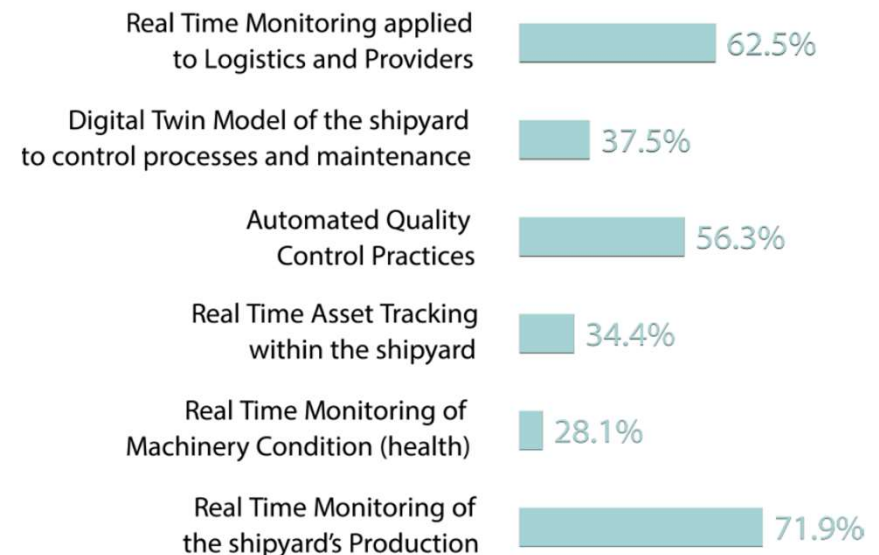 Real Time Monitoring applied
to Logistics and Providers
62.5%
Digital Twin Model of the shipyard
to control processes and maintenance
37.5%
Automated Quality
Control Practices
56.3%
Real Time Asset Tracking
within the shipyard
34.4%
Real Time Monitoring of
Machinery Condition (health)
28.1%
Real Time Monitoring of
the shipyard’s Production
71.9%